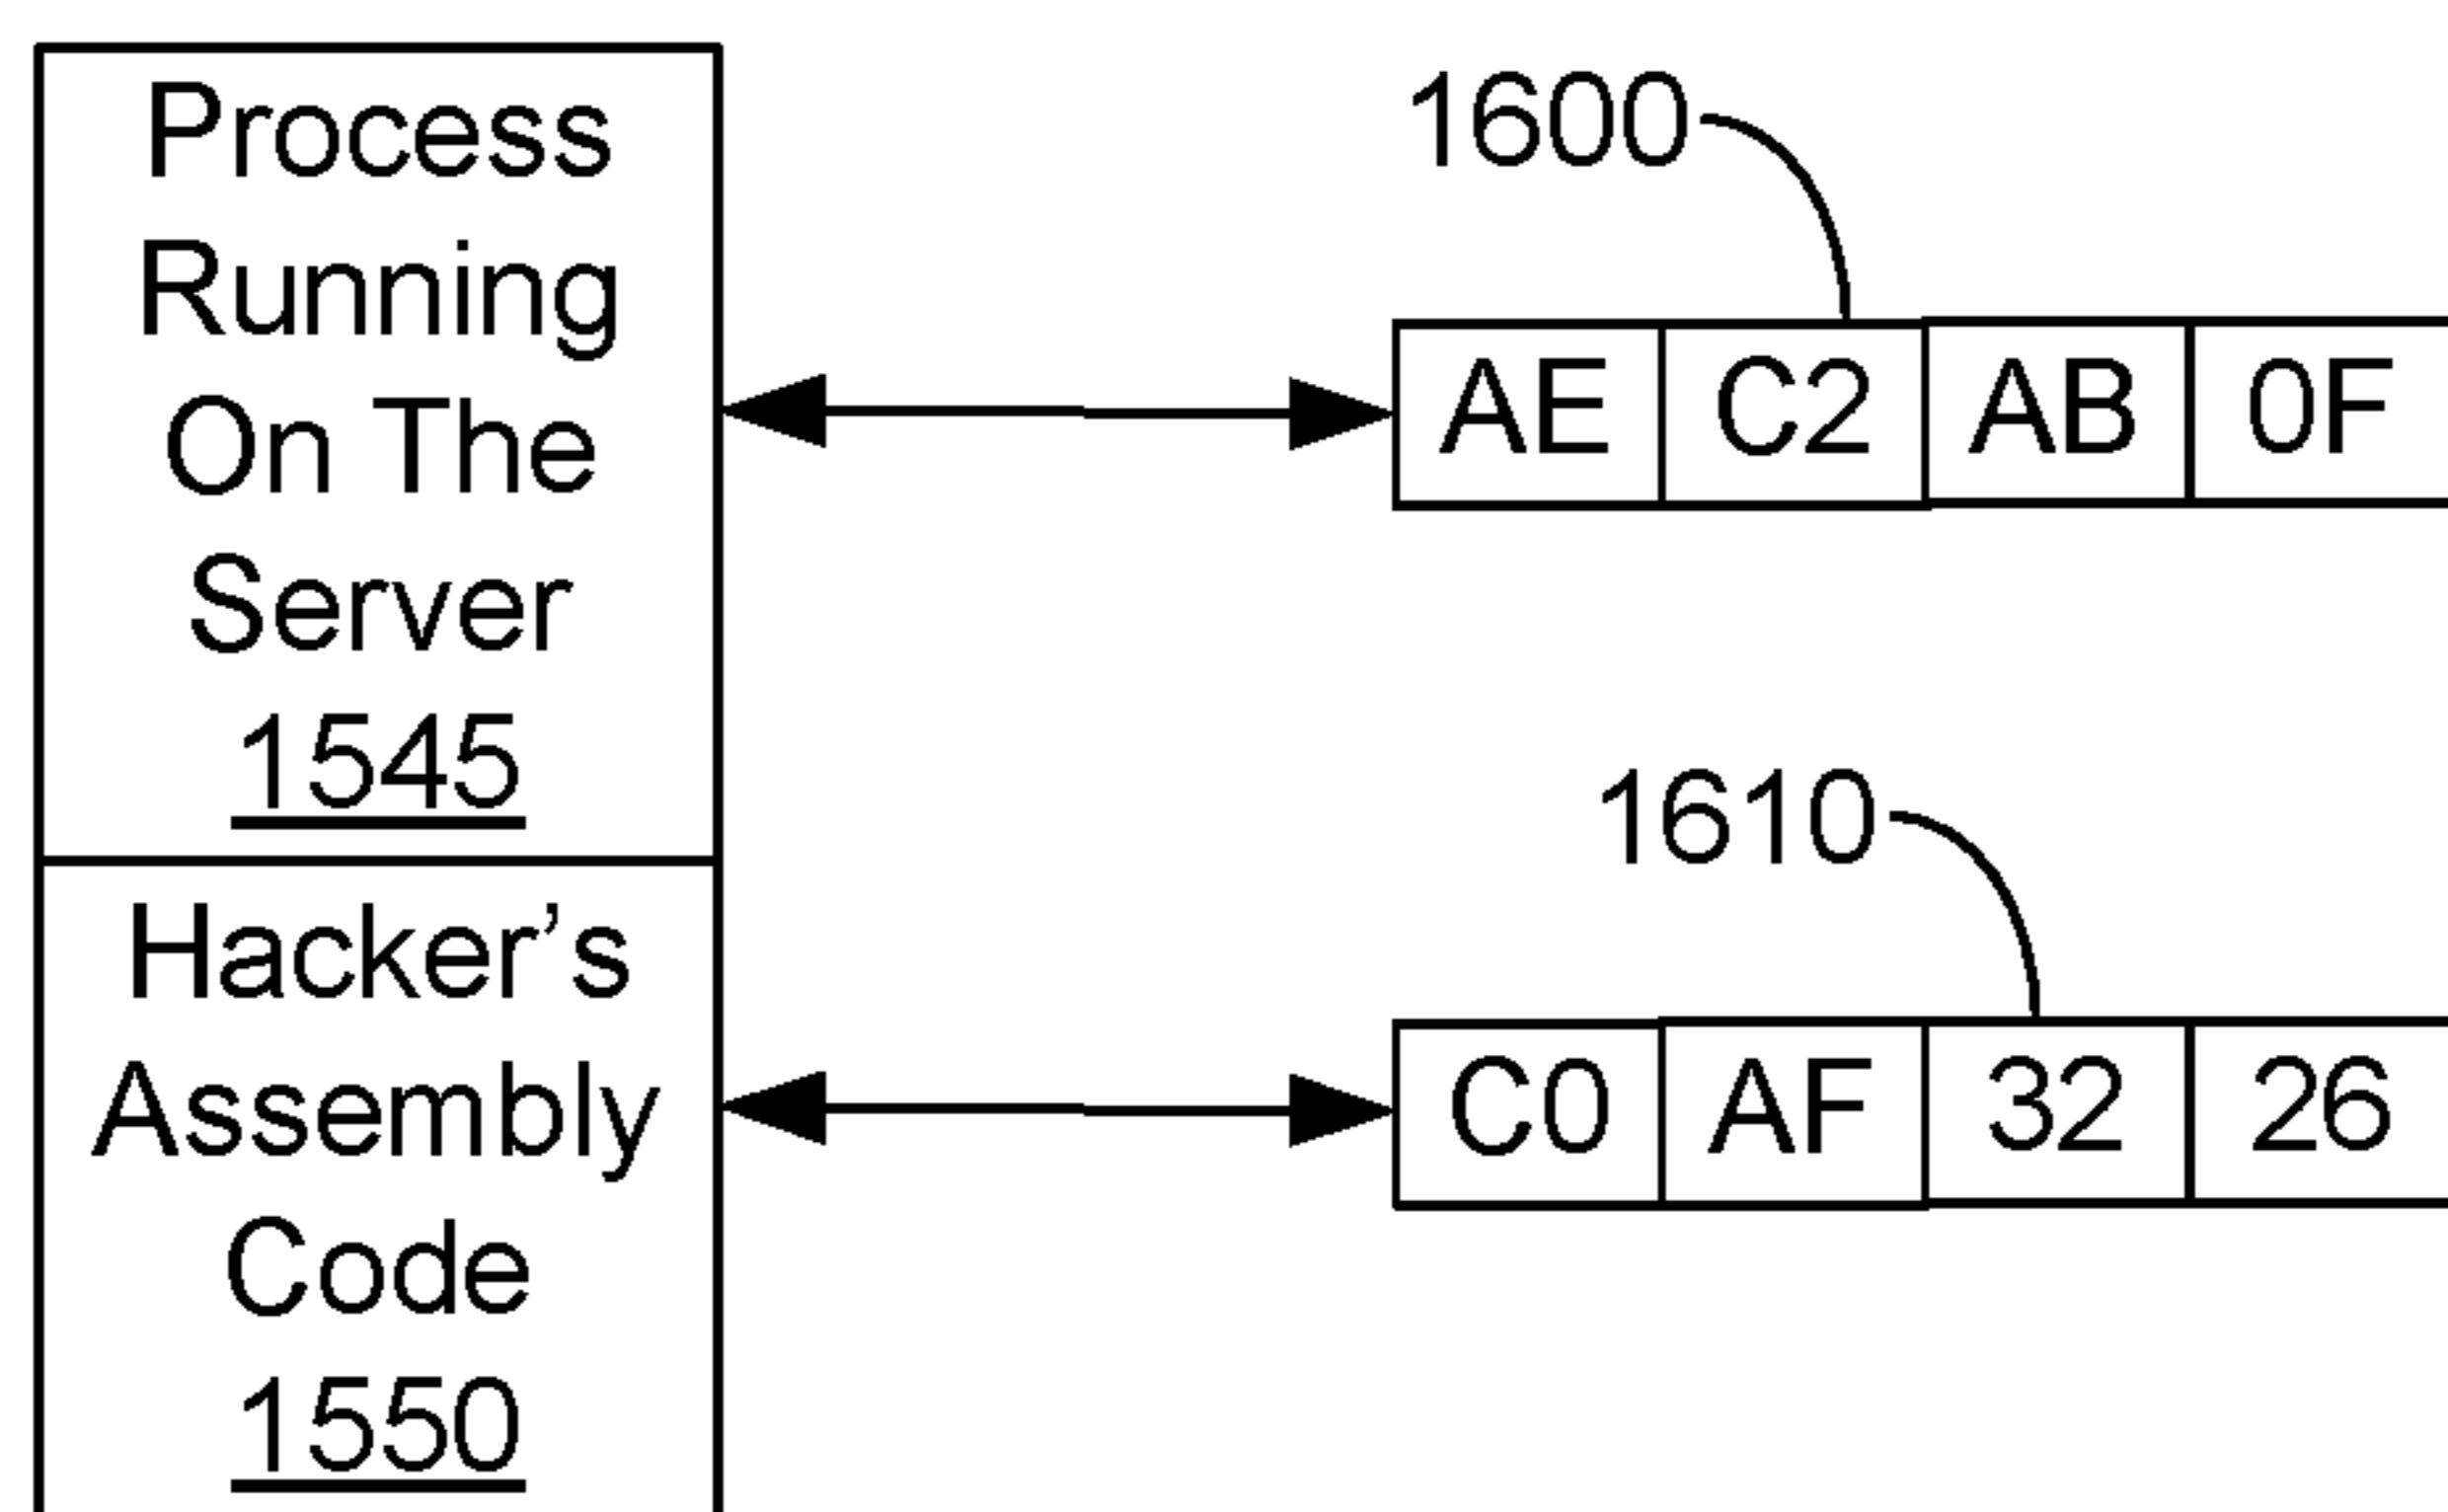 Process
Running
On The
Server
1545
1600
AE C2 AB 0F
Hacker’s
Assembly
Code
1550
1610
C0 AF 32 26